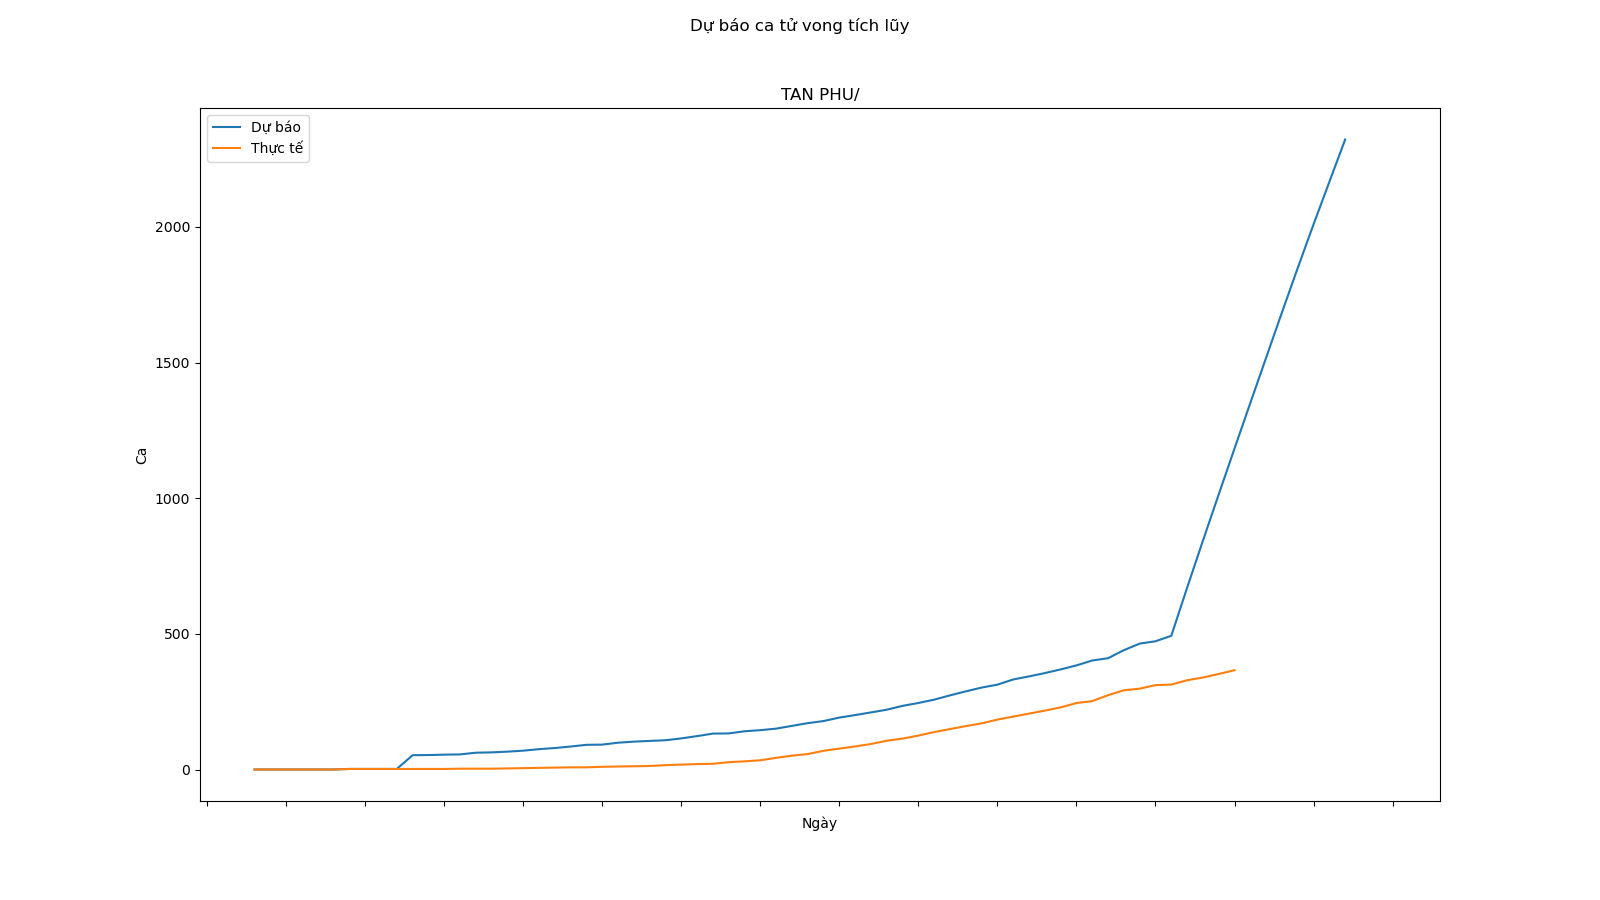 Dự báo ca tử vong tích lũy
TAN PHU/
Dự báo
Thực tế
2000
1500
1000
500
0
Ca
Ngày